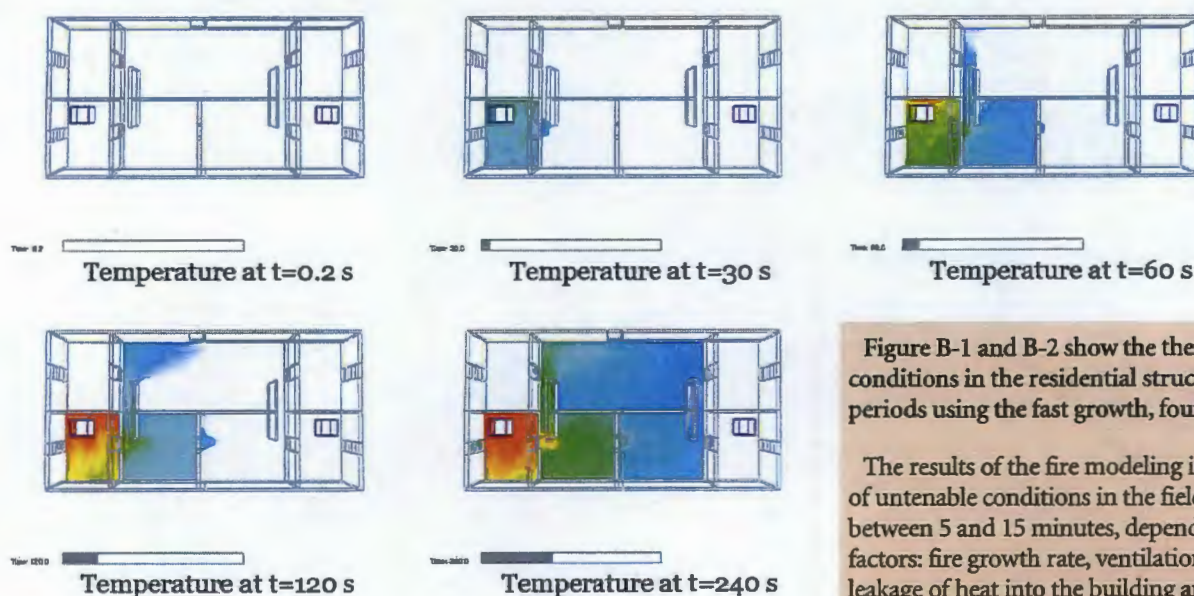 Temperature at t=0.2 s
Temperature at t=30 s
Temperature at t=60 s
Temperature at t=120 s
Temperature at t=240 s
Figure B-1 and B-2 show the the
conditions in the residential struc
periods using the fast growth, fou
The results of the fire modeling i
of untenable conditions in the field
between 5 and 15 minutes, depend
factors: fire growth rate, ventilation
leakage of heat into the building a